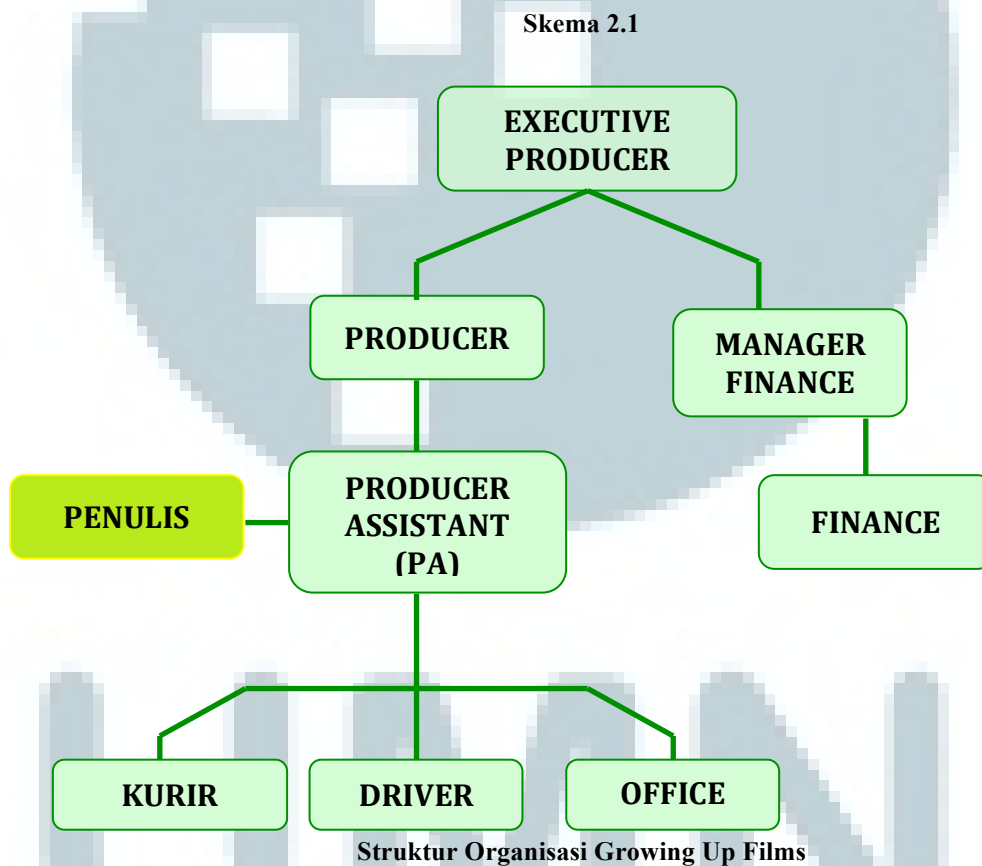 Skema 2.1
EXECUTIVE
PRODUCER
PRODUCER
MANAGER
FINANCE
PENULIS
PRODUCER
ASSISTANT
(PA)
FINANCE
KURIR
DRIVER
OFFICE
Struktur Organisasi Growing Up Films